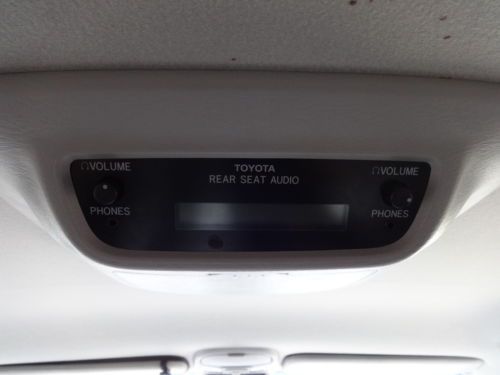 TOYOTA
REAR SEAT AUDIO
VOLUME
PHONES
VOLUME
PHONES